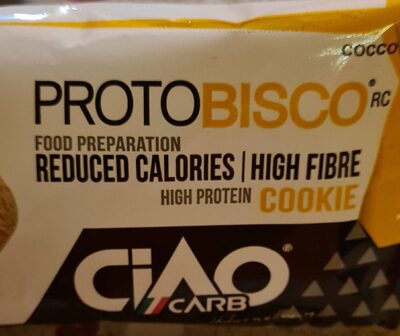 COCCO
PROTOBISCO® RC
FOOD PREPARATION
REDUCED CALORIES | HIGH FIBRE
HIGH PROTEIN COOKIE
CiAO®
CARB